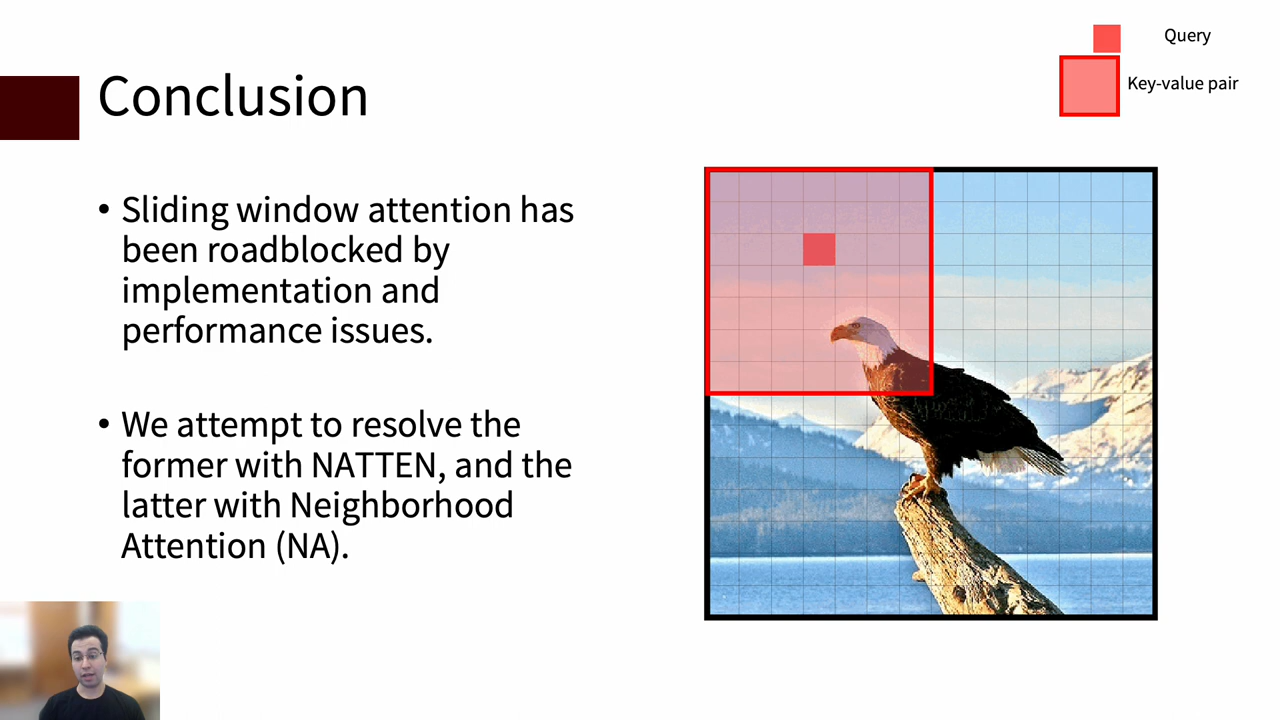 Query
Key-value pair
Conclusion
• Sliding window attention has
been roadblocked by
implementation and
performance issues.
• We attempt to resolve the
former with NATTEN, and the
latter with Neighborhood
Attention (NA).